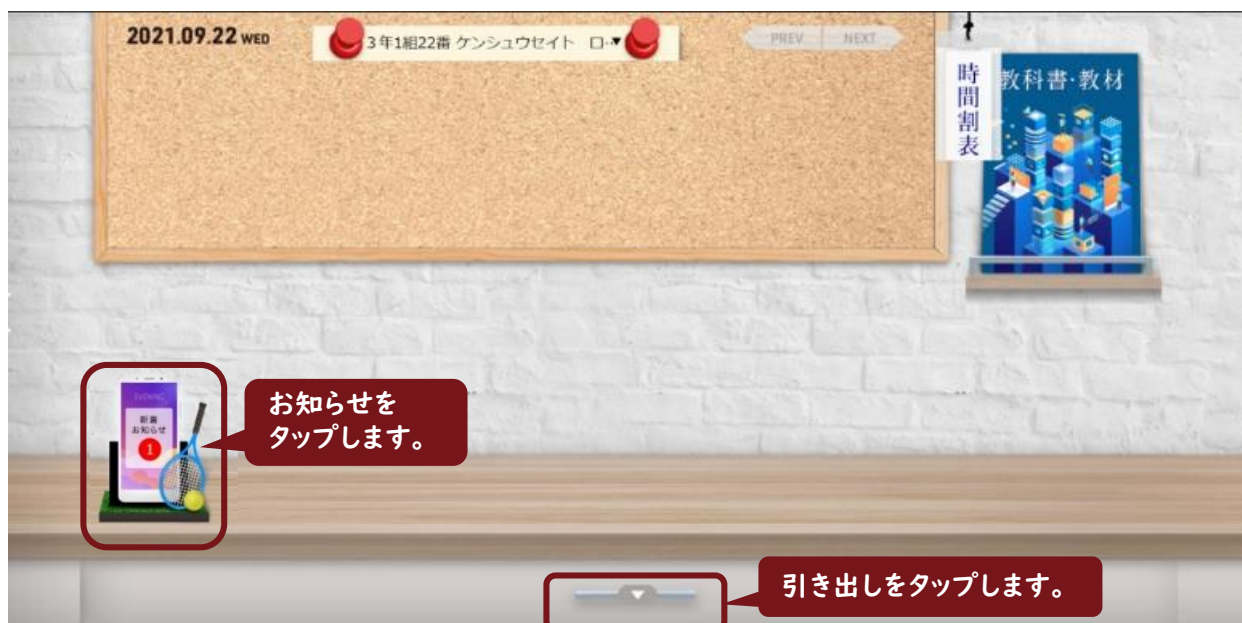 2021.09.22 WED
3年1組22番 ケンシュウセイト ロ…▼
PREV NEXT
時間割表
教科書・教材
EVENING
新着
お知らせ
1
お知らせを
タップします。
引き出しをタップします。